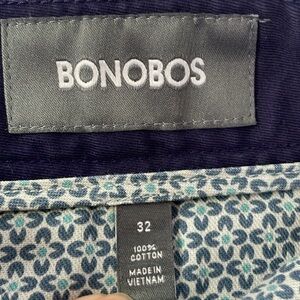 BONOBOS
32
100%
COTTON
MADE IN
VIETNAM